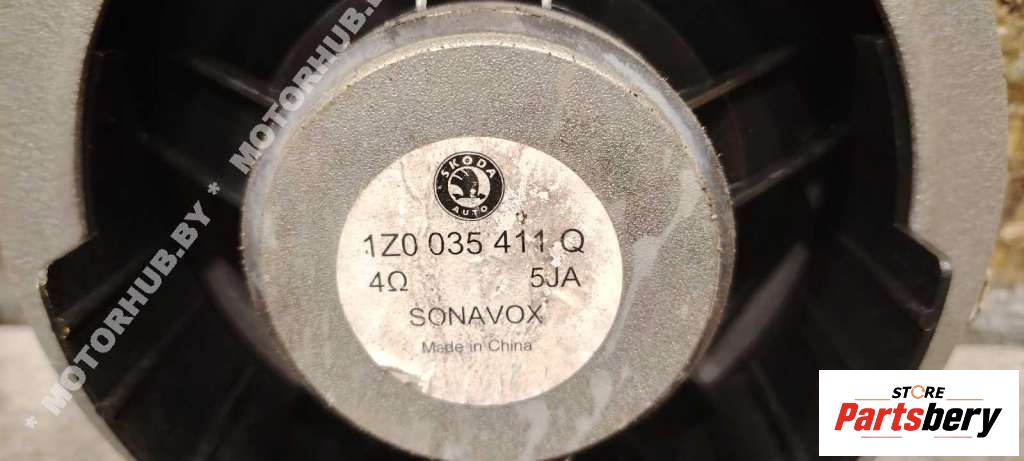 * MOTORHUB.BY * MOTORHUB.BY
SKODA
AUTO
1Z0 035 411 Q
4Ω 5JA
SONAVOX
Made in China
STORE
Partsbery